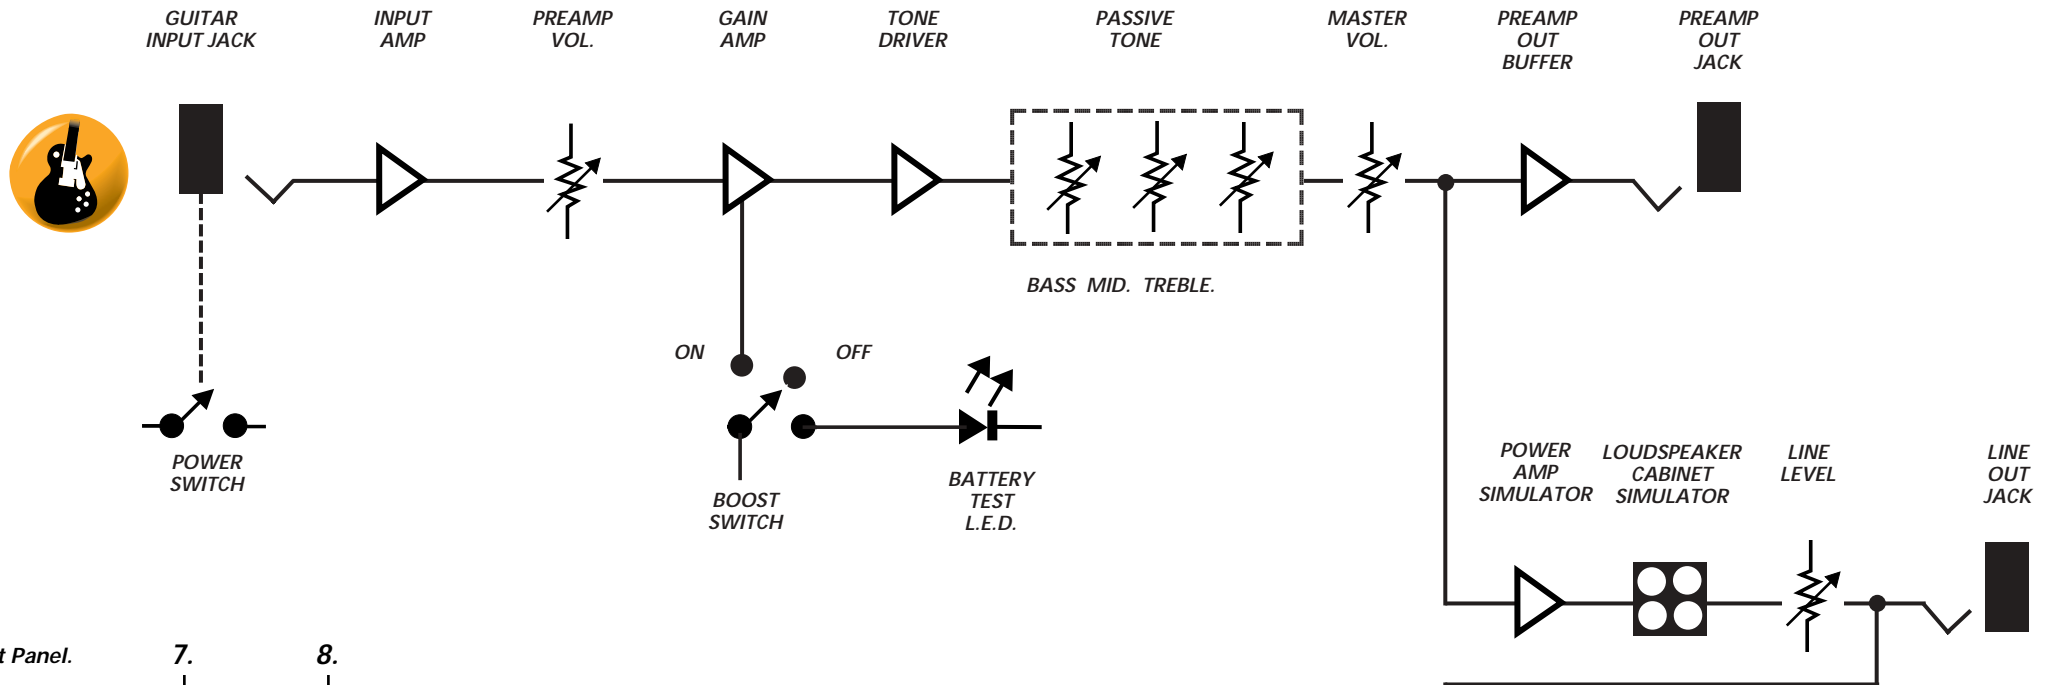 GUITAR
INPUT JACK
INPUT
AMP
PREAMP
VOL.
GAIN
AMP
TONE
DRIVER
PASSIVE
TONE
MASTER
VOL.
PREAMP
OUT
BUFFER
PREAMP
OUT
JACK
BASS MID. TREBLE.
ON
OFF
POWER
SWITCH
BOOST
SWITCH
BATTERY
TEST
L.E.D.
POWER
AMP
SIMULATOR
LOUDSPEAKER
CABINET
SIMULATOR
LINE
LEVEL
LINE
OUT
JACK
t Panel.
7.
8.